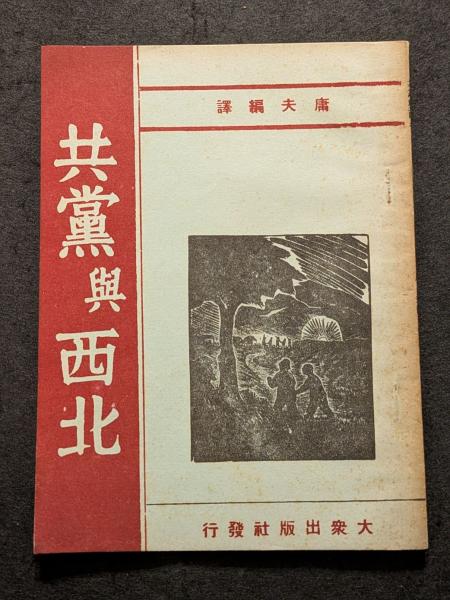 庸夫編譯
共黨與西北
大衆出版社發行